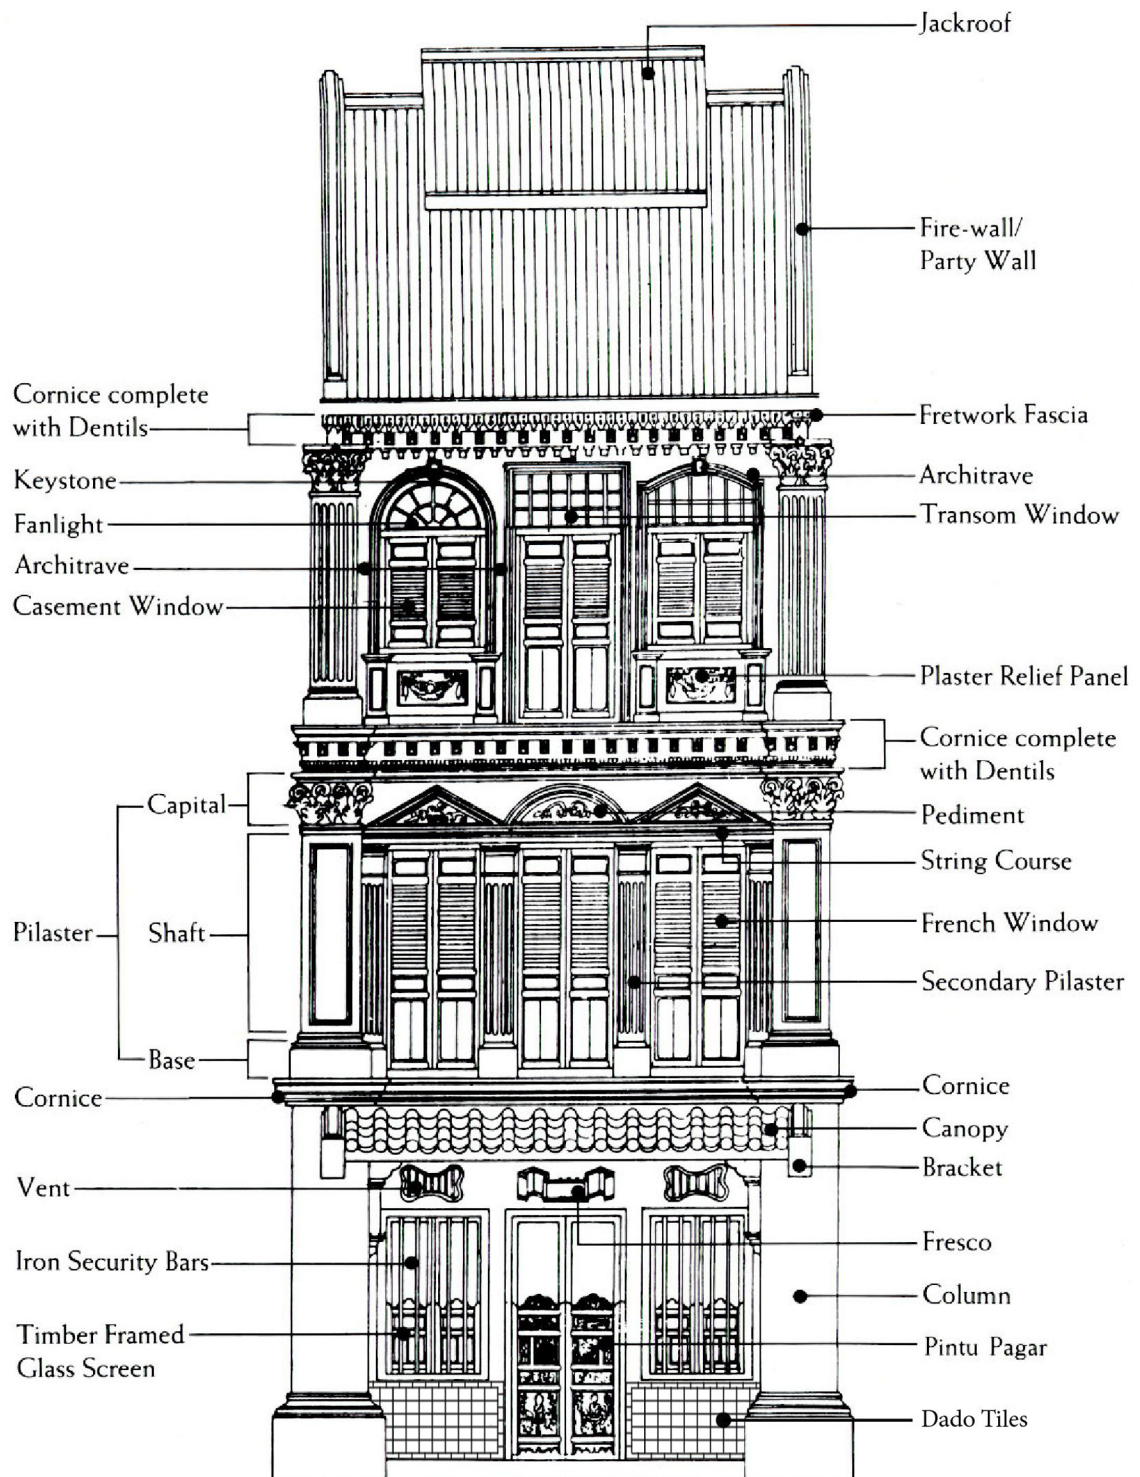 Jackroof
Fire-wall/
Party Wall
Cornice complete
with Dentils
Fretwork Fascia
Keystone
Architrave
Fanlight
Transom Window
Architrave
Casement Window
Plaster Relief Panel
Cornice complete
with Dentils
Capital
Pediment
String Course
Pilaster
Shaft
French Window
Secondary Pilaster
Base
Cornice
Cornice
Canopy
Bracket
Vent
Fresco
Iron Security Bars
Column
Timber Framed
Glass Screen
Pintu Pagar
Dado Tiles